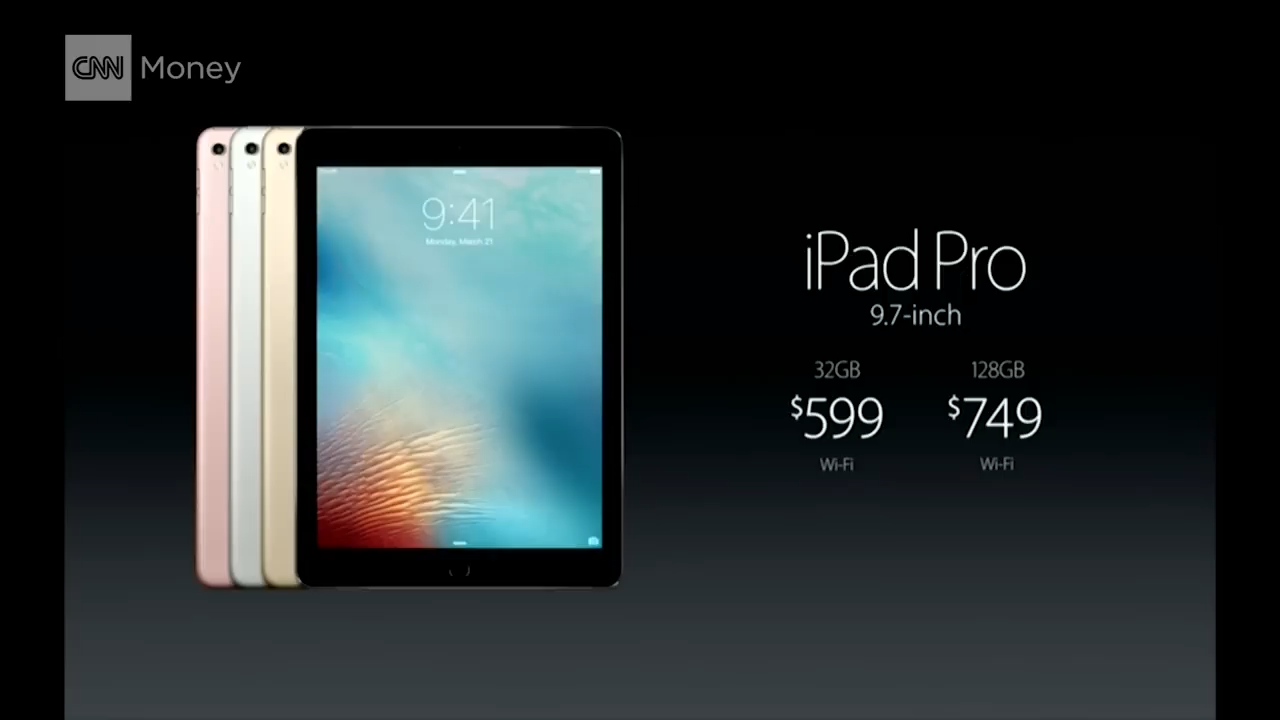 CNN Money
9:41
Monday, March 21
iPad Pro
9.7-inch
32GB 128GB
$599 $749
Wi-Fi Wi-Fi